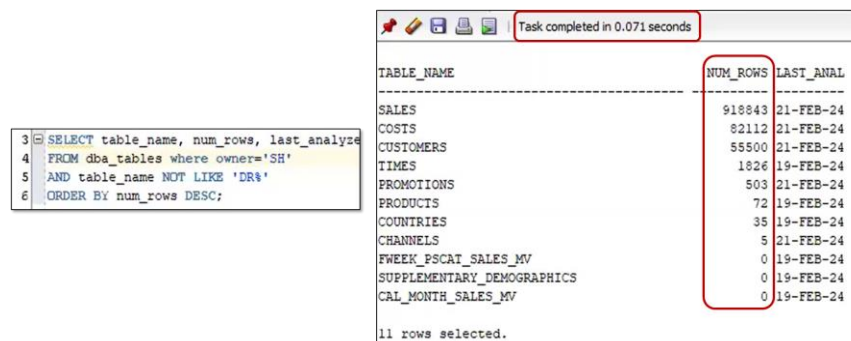 3 SELECT table_name, num_rows, last_analyze
4 FROM dba_tables where owner='SH'
5 AND table_name NOT LIKE 'DR%'
6 ORDER BY num_rows DESC;
Task completed in 0.071 seconds
TABLE_NAME NUM_ROWS LAST_ANAL
---------------------------------------- ---------- ---------
SALES 918843 21-FEB-24
COSTS 82112 21-FEB-24
CUSTOMERS 55500 21-FEB-24
TIMES 1826 19-FEB-24
PROMOTIONS 503 21-FEB-24
PRODUCTS 72 19-FEB-24
COUNTRIES 35 19-FEB-24
CHANNELS 5 21-FEB-24
FWEEK_PSCAT_SALES_MV 0 19-FEB-24
SUPPLEMENTARY_DEMOGRAPHICS 0 19-FEB-24
CAL_MONTH_SALES_MV 0 19-FEB-24
11 rows selected.